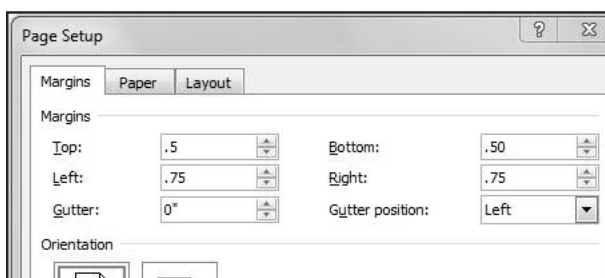 Page Setup
Margins Paper Layout
Margins
Top: .5 Bottom: .50
Left: .75 Right: .75
Gutter: 0" Gutter position: Left
Orientation